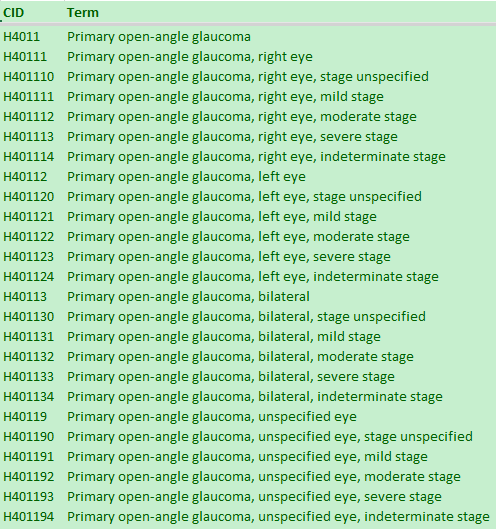 CID Term
H4011 Primary open-angle glaucoma
H40111 Primary open-angle glaucoma, right eye
H401110 Primary open-angle glaucoma, right eye, stage unspecified
H401111 Primary open-angle glaucoma, right eye, mild stage
H401112 Primary open-angle glaucoma, right eye, moderate stage
H401113 Primary open-angle glaucoma, right eye, severe stage
H401114 Primary open-angle glaucoma, right eye, indeterminate stage
H40112 Primary open-angle glaucoma, left eye
H401120 Primary open-angle glaucoma, left eye, stage unspecified
H401121 Primary open-angle glaucoma, left eye, mild stage
H401122 Primary open-angle glaucoma, left eye, moderate stage
H401123 Primary open-angle glaucoma, left eye, severe stage
H401124 Primary open-angle glaucoma, left eye, indeterminate stage
H40113 Primary open-angle glaucoma, bilateral
H401130 Primary open-angle glaucoma, bilateral, stage unspecified
H401131 Primary open-angle glaucoma, bilateral, mild stage
H401132 Primary open-angle glaucoma, bilateral, moderate stage
H401133 Primary open-angle glaucoma, bilateral, severe stage
H401134 Primary open-angle glaucoma, bilateral, indeterminate stage
H40119 Primary open-angle glaucoma, unspecified eye
H401190 Primary open-angle glaucoma, unspecified eye, stage unspecified
H401191 Primary open-angle glaucoma, unspecified eye, mild stage
H401192 Primary open-angle glaucoma, unspecified eye, moderate stage
H401193 Primary open-angle glaucoma, unspecified eye, severe stage
H401194 Primary open-angle glaucoma, unspecified eye, indeterminate stage